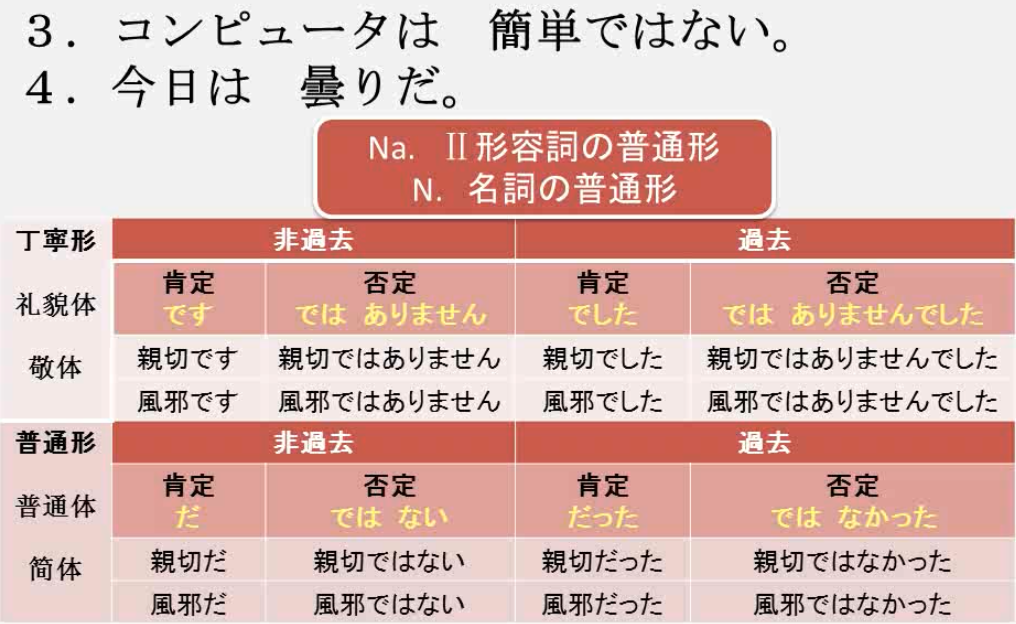 ３．コンピュータは　簡単ではない。
４．今日は　曇りだ。
Na.　Ⅱ形容詞の普通形
N.　名詞の普通形
丁寧形　非過去　過去
礼貌体
敬体
肯定　否定　肯定　否定
です　では ありません　でした　では ありませんでした
親切です　親切ではありません　親切でした　親切ではありませんでした
風邪です　風邪ではありません　風邪でした　風邪ではありませんでした
普通形　非過去　過去
普通体
简体
肯定　否定　肯定　否定
だ　では ない　だった　では なかった
親切だ　親切ではない　親切だった　親切ではなかった
風邪だ　風邪ではない　風邪だった　風邪ではなかった